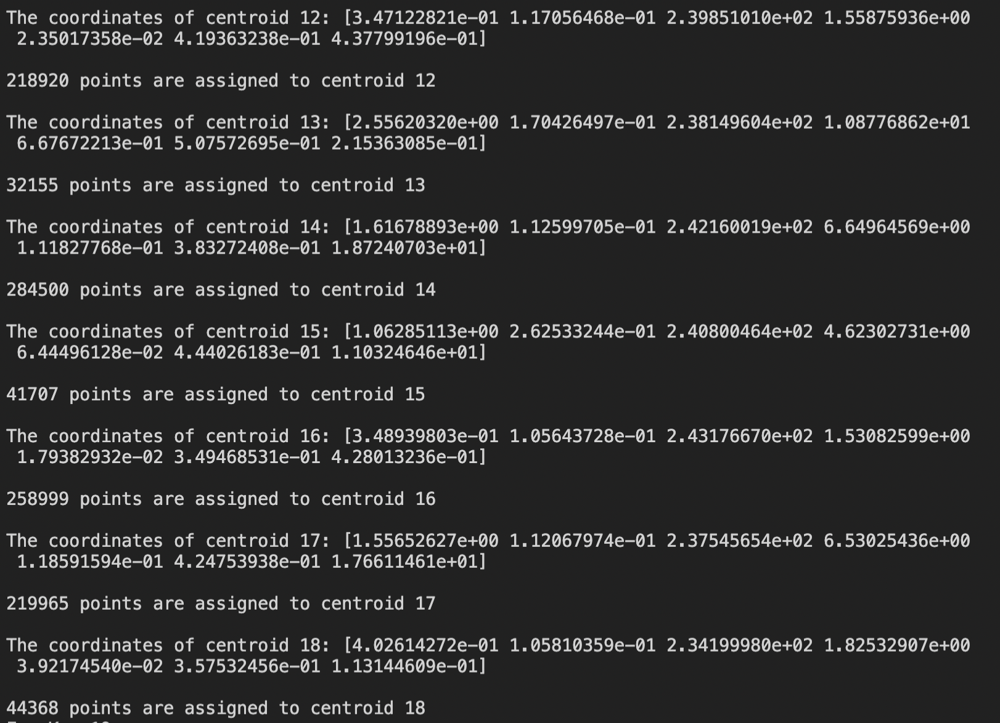 The coordinates of centroid 12: [3.47122821e-01 1.17056468e-01 2.39851010e+02 1.55875936e+00
2.35017358e-02 4.19363238e-01 4.37799196e-01]
218920 points are assigned to centroid 12
The coordinates of centroid 13: [2.55620320e+00 1.70426497e-01 2.38149604e+02 1.08776862e+01
6.67672213e-01 5.07572695e-01 2.15363085e-01]
32155 points are assigned to centroid 13
The coordinates of centroid 14: [1.61678893e+00 1.12599705e-01 2.42160019e+02 6.64964569e+00
1.11827768e-01 3.83272408e-01 1.87240703e+01]
284500 points are assigned to centroid 14
The coordinates of centroid 15: [1.06285113e+00 2.62533244e-01 2.40800464e+02 4.62302731e+00
6.44496128e-02 4.44026183e-01 1.10324646e+01]
41707 points are assigned to centroid 15
The coordinates of centroid 16: [3.48939803e-01 1.05643728e-01 2.43176670e+02 1.53082599e+00
1.79382932e-02 3.49468531e-01 4.28013236e-01]
258999 points are assigned to centroid 16
The coordinates of centroid 17: [1.55652627e+00 1.12067974e-01 2.37545654e+02 6.53025436e+00
1.18591594e-01 4.24753938e-01 1.76611461e+01]
219965 points are assigned to centroid 17
The coordinates of centroid 18: [4.02614272e-01 1.05810359e-01 2.34199980e+02 1.82532907e+00
3.92174540e-02 3.57532456e-01 1.13144609e-01]
44368 points are assigned to centroid 18